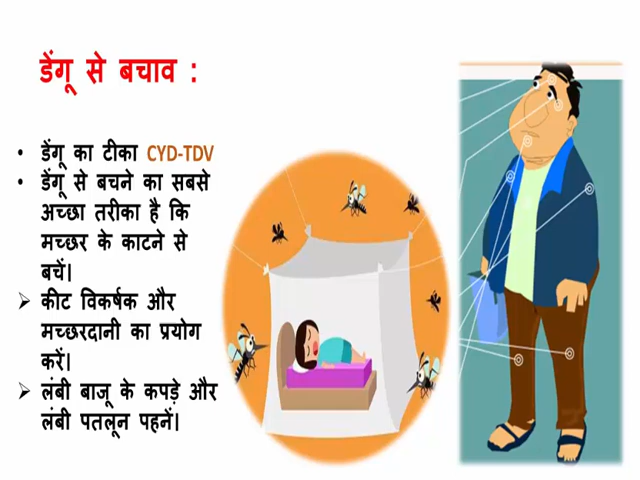 डेंगू से बचाव :
• डेंगू का टीका CYD-TDV
• डेंगू से बचने का सबसे
अच्छा तरीका है कि
मच्छर के काटने से
बचें।
➢ कीट विकर्षक और
मच्छरदानी का प्रयोग
करें।
➢ लंबी बाजू के कपड़े और
लंबी पतलून पहनें।